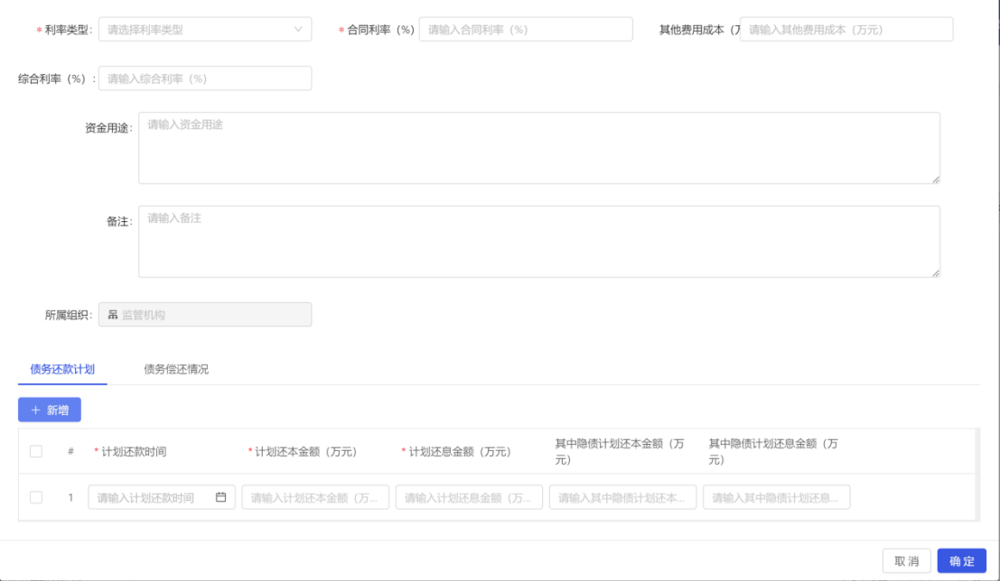 * 利率类型: 请选择利率类型 * 合同利率（%） 请输入合同利率（%） 其他费用成本（ 请输入其他费用成本（万元）
综合利率（%）: 请输入综合利率（%）
资金用途: 请输入资金用途
备注: 请输入备注
所属组织: 监管机构
债务还款计划 债务偿还情况
+ 新增
# * 计划还款时间 * 计划还本金额（万元） * 计划还息金额（万元） 其中隐债计划还本金额（万 其中隐债计划还息金额（万
元） 元）
1 请输入计划还款时间 请输入计划还本金额（万... 请输入计划还息金额（万... 请输入其中隐债计划还本... 请输入其中隐债计划还息...
取消 确定